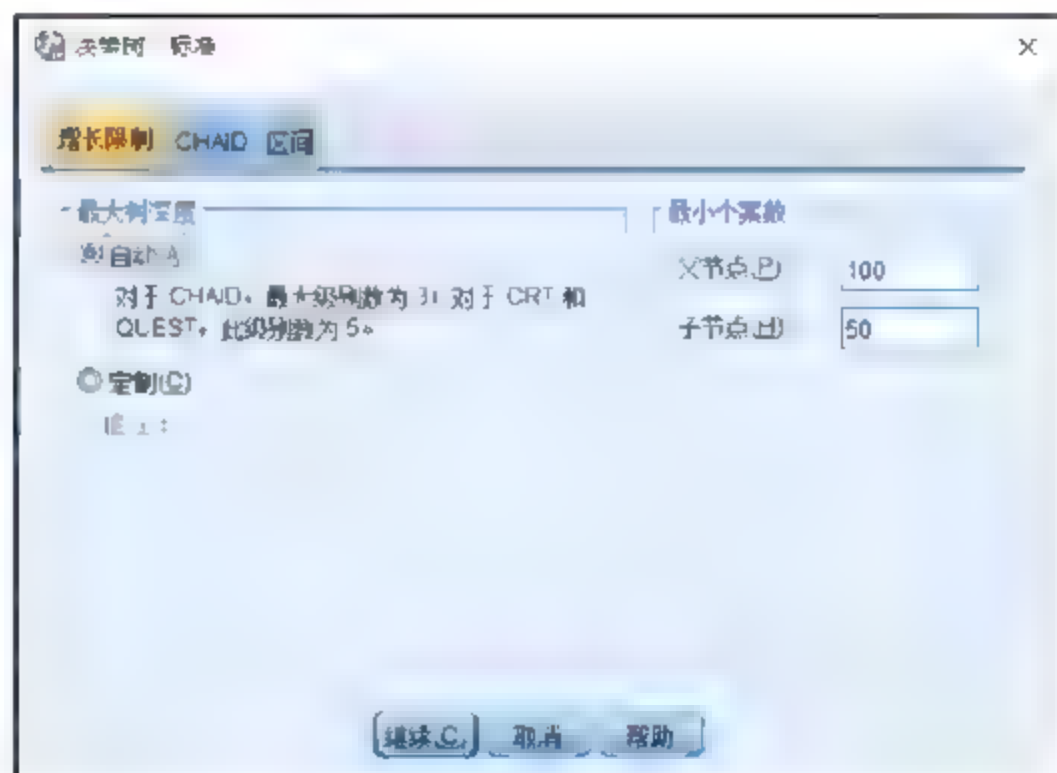 决策树 标准
增长限制 CHAID 区间
最大树深度
自动(A)
对于 CHAID，最大级别数为 3；对于 CRT 和
QUEST，此级别数为 5。
定制(C)
最小个案数
父节点(P) 100
子节点(H) 50
继续(C) 取消 帮助